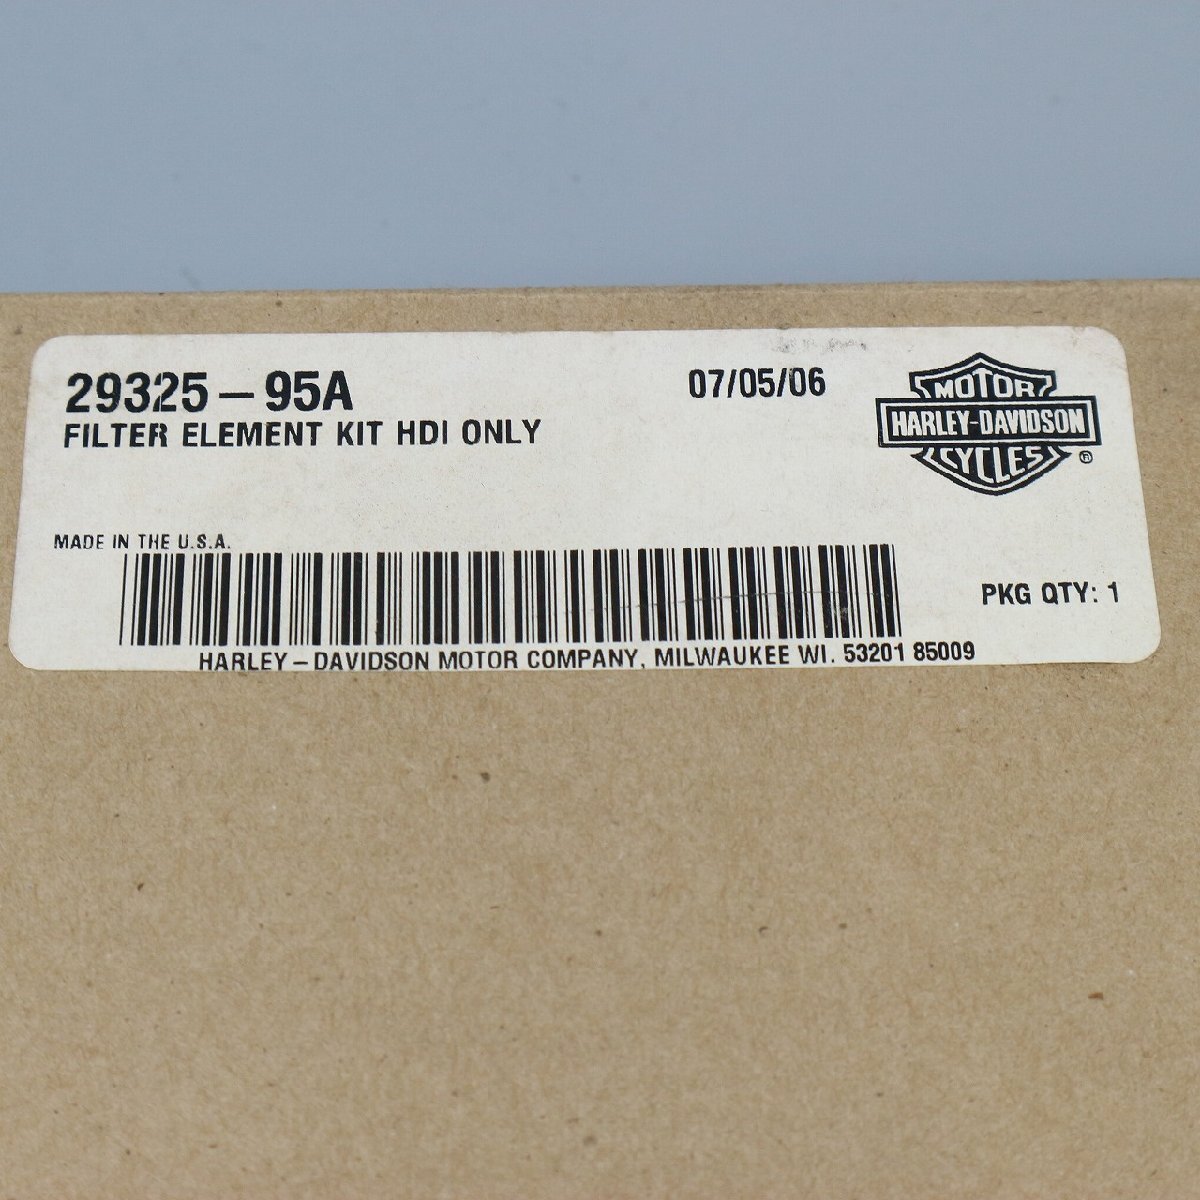 29325-95A
FILTER ELEMENT KIT HDI ONLY
07/05/06
MOTOR
HARLEY-DAVIDSON
CYCLES
®
MADE IN THE U.S.A.
PKG QTY: 1
HARLEY-DAVIDSON MOTOR COMPANY, MILWAUKEE WI. 53201 85009